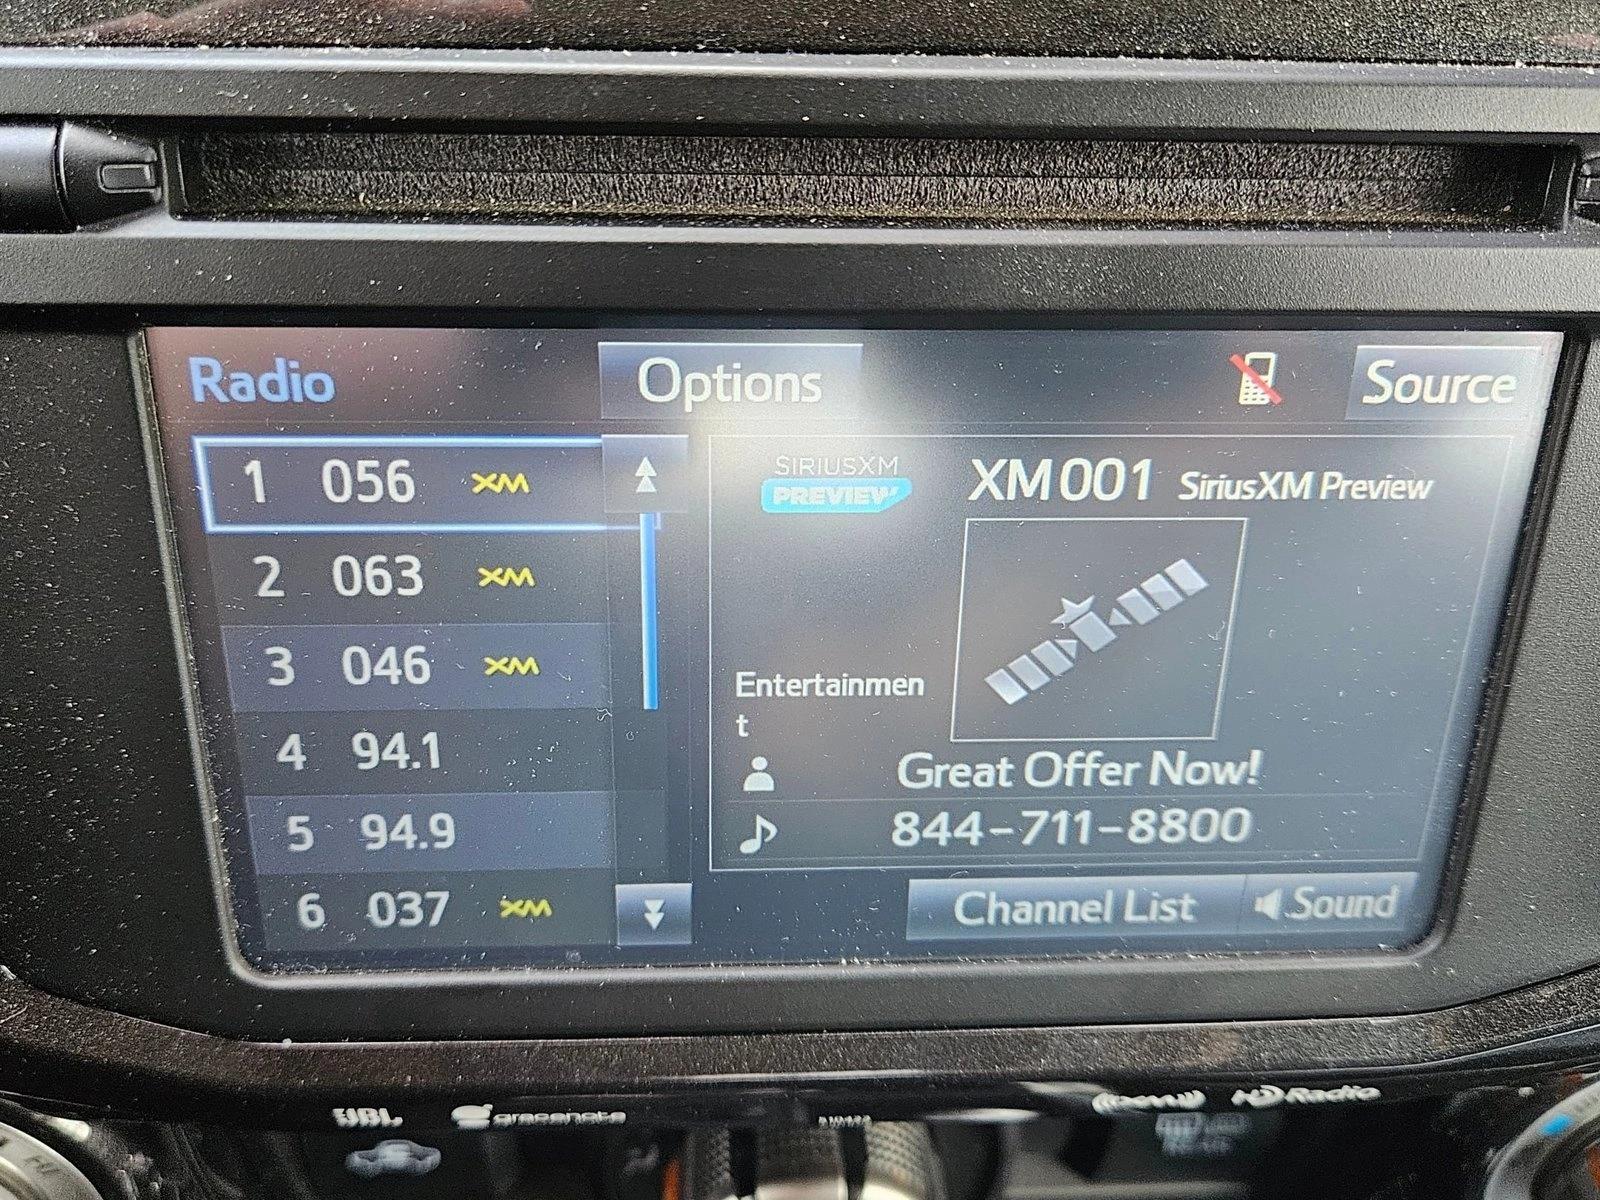 Radio
Options
Source
1 056 XM
2 063 XM
3 046 XM
4 94.1
5 94.9
6 037 XM
SIRIUSXM
PREVIEW
XM001 SiriusXM Preview
Entertainmen
t
Great Offer Now!
844-711-8800
Channel List
Sound
JBL
gracenote
HD Radio